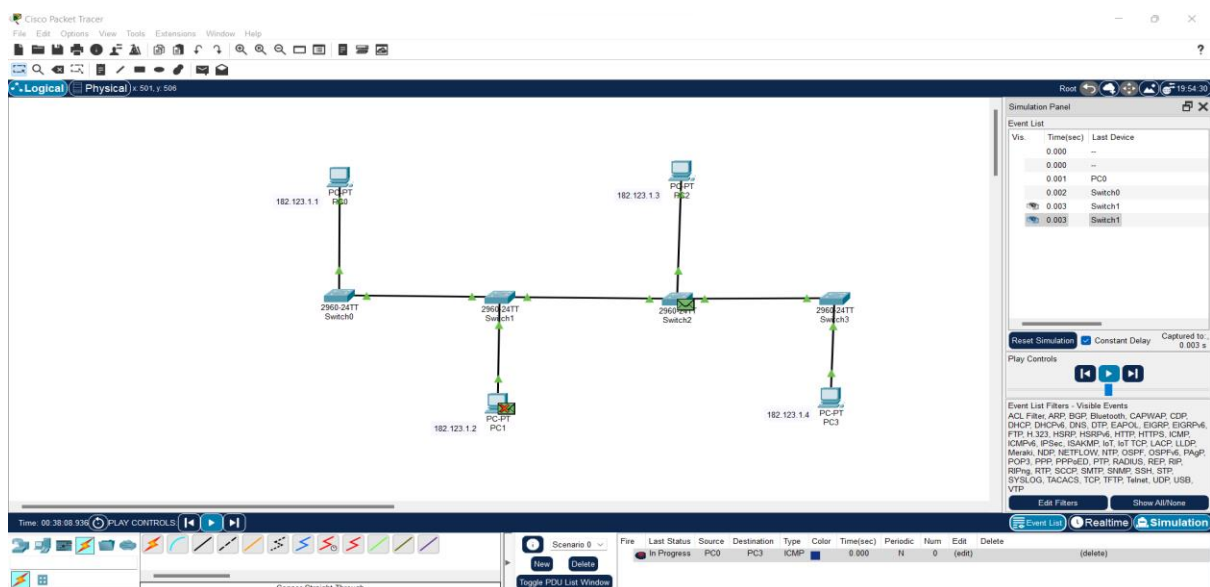 Cisco Packet Tracer
File Edit Options View Tools Extensions Window Help
?
Logical Physical x: 501, y: 506 Root 19:54:30
Simulation Panel
Event List
Vis. Time(sec) Last Device
0.000 --
0.000 --
0.001 PC0
0.002 Switch0
0.003 Switch1
0.003 Switch1
Reset Simulation Constant Delay Captured to:
0.003 s
Play Controls
Event List Filters - Visible Events
ACL Filter, ARP, BGP, Bluetooth, CAPWAP, CDP,
DHCP, DHCPv6, DNS, DTP, EAPOL, EIGRP, EIGRPv6,
FTP, H.323, HSRP, HSRPv6, HTTP, HTTPS, ICMP,
ICMPv6, IPSec, ISAKMP, IoT, IoT TCP, LACP, LLDP,
Meraki, NDP, NETFLOW, NTP, OSPF, OSPFv6, PAgP,
POP3, PPP, PPPoED, PTP, RADIUS, REP, RIP,
RIPng, RTP, SCCP, SMTP, SNMP, SSH, STP,
SYSLOG, TACACS, TCP, TFTP, Telnet, UDP, USB,
VTP
Edit Filters Show All/None
Event List Realtime Simulation
PC-PT
PC0
182.123.1.1
PC-PT
PC2
182.123.1.3
2960-24TT
Switch0
2960-24TT
Switch1
2960-24TT
Switch2
2960-24TT
Switch3
PC-PT
PC1
182.123.1.2
PC-PT
PC3
182.123.1.4
Time: 00:38:08.936 PLAY CONTROLS:
Scenario 0
New Delete
Toggle PDU List Window
Fire Last Status Source Destination Type Color Time(sec) Periodic Num Edit Delete
In Progress PC0 PC3 ICMP 0.000 N 0 (edit) (delete)
Copper Straight-Through